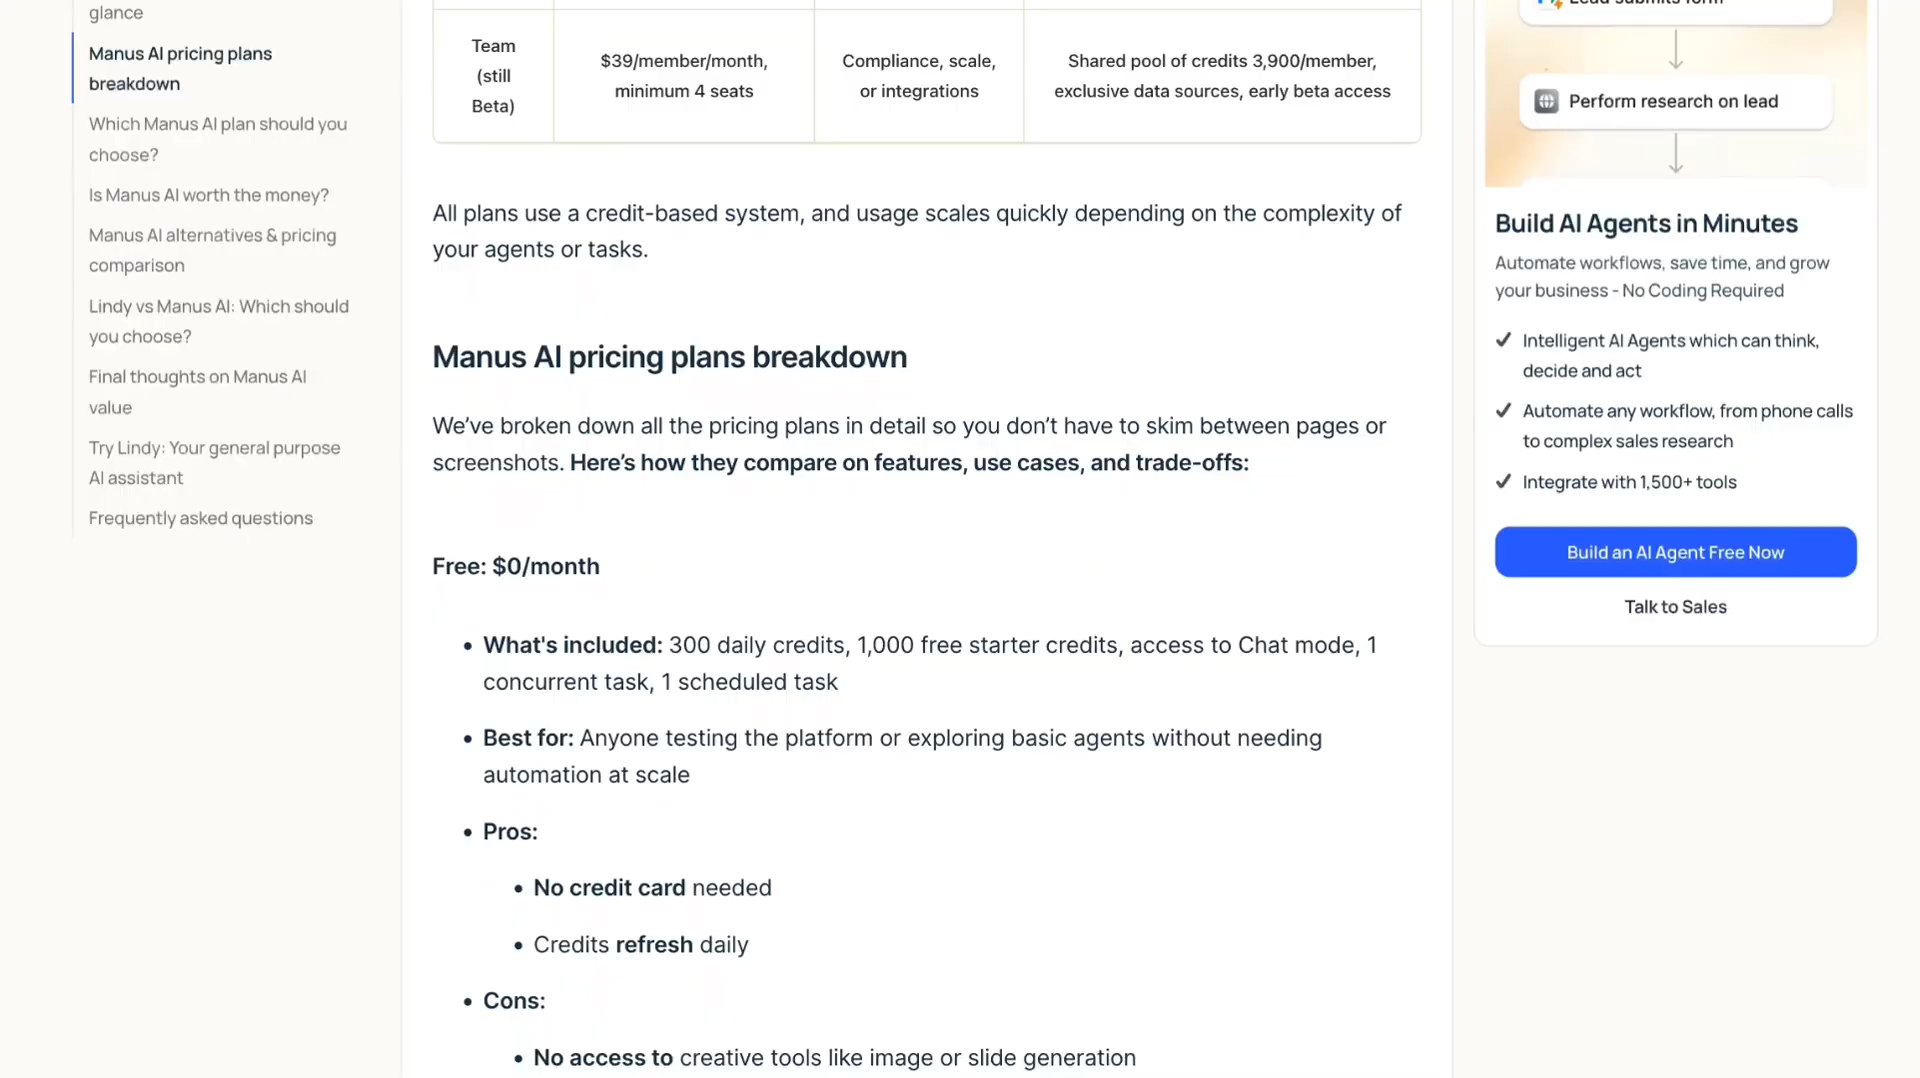 glance
Manus AI pricing plans
breakdown
Which Manus AI plan should you
choose?
Is Manus AI worth the money?
Manus AI alternatives & pricing
comparison
Lindy vs Manus AI: Which should
you choose?
Final thoughts on Manus AI
value
Try Lindy: Your general purpose
AI assistant
Frequently asked questions
Team
(still
Beta)
$39/member/month,
minimum 4 seats
Compliance, scale,
or integrations
Shared pool of credits 3,900/member,
exclusive data sources, early beta access
All plans use a credit-based system, and usage scales quickly depending on the complexity of
your agents or tasks.
Manus AI pricing plans breakdown
We’ve broken down all the pricing plans in detail so you don’t have to skim between pages or
screenshots. Here’s how they compare on features, use cases, and trade-offs:
Free: $0/month
• What's included: 300 daily credits, 1,000 free starter credits, access to Chat mode, 1
concurrent task, 1 scheduled task
• Best for: Anyone testing the platform or exploring basic agents without needing
automation at scale
• Pros:
• No credit card needed
• Credits refresh daily
• Cons:
• No access to creative tools like image or slide generation
Lead submits form
Perform research on lead
Build AI Agents in Minutes
Automate workflows, save time, and grow
your business - No Coding Required
✓ Intelligent AI Agents which can think,
decide and act
✓ Automate any workflow, from phone calls
to complex sales research
✓ Integrate with 1,500+ tools
Build an AI Agent Free Now
Talk to Sales